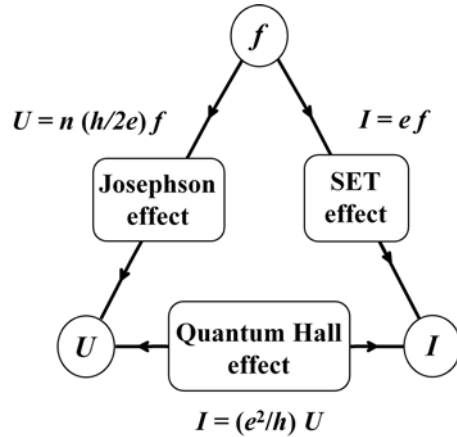 f
U = n (h/2e) f
I = e f
Josephson
effect
SET
effect
U
Quantum Hall
effect
I
I = (e²/h) U